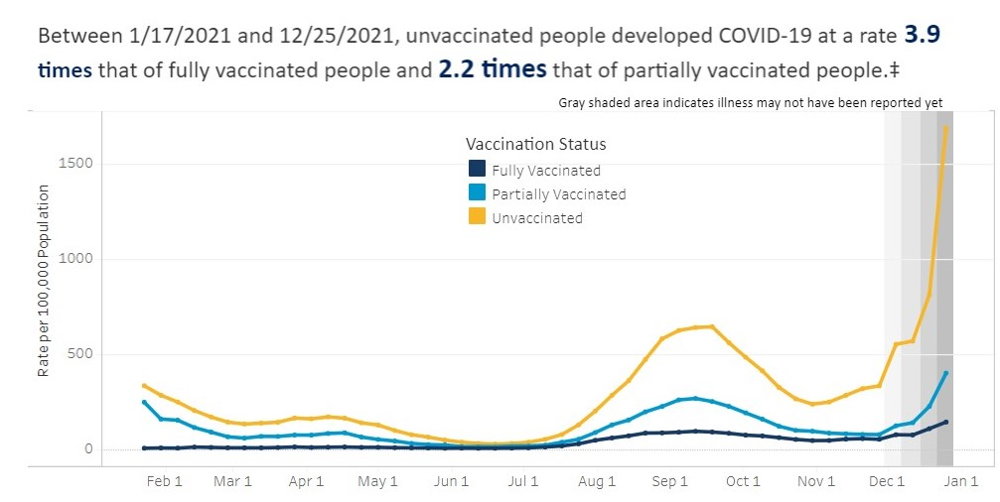 Between 1/17/2021 and 12/25/2021, unvaccinated people developed COVID-19 at a rate 3.9
times that of fully vaccinated people and 2.2 times that of partially vaccinated people.‡
Gray shaded area indicates illness may not have been reported yet
Vaccination Status
Fully Vaccinated
Partially Vaccinated
Unvaccinated
Rate per 100,000 Population
1500
1000
500
0
Feb 1 Mar 1 Apr 1 May 1 Jun 1 Jul 1 Aug 1 Sep 1 Oct 1 Nov 1 Dec 1 Jan 1